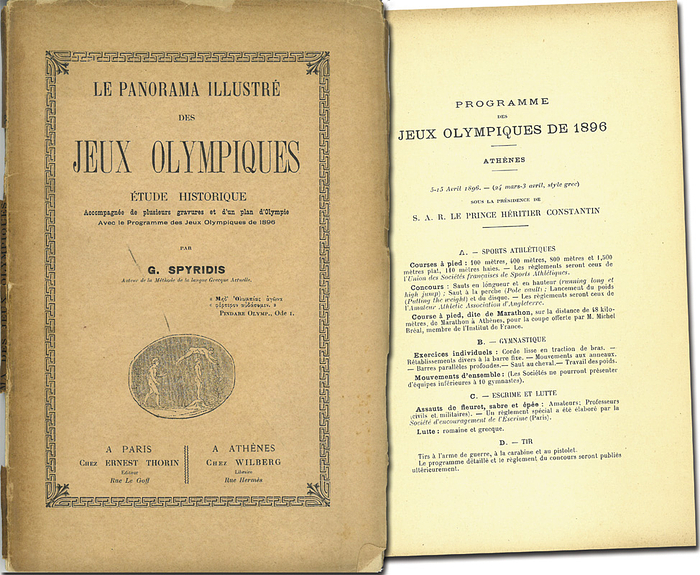 LE PANORAMA ILLUSTRÉ
DES
JEUX OLYMPIQUES
ÉTUDE HISTORIQUE
Accompagnée de plusieurs gravures et d'un plan d'Olympie
Avec le Programme des Jeux Olympiques de 1896
PAR
G. SPYRIDIS
Auteur de la Méthode de la langue Grecque Actuelle.
PINDARE OLYMP., Ode 1.
A PARIS
CHEZ ERNEST THORIN
Editeur
Rue Le Goff
A ATHÈNES
CHEZ WILBERG
Libraire
Rue Hermès
PROGRAMME
DES
JEUX OLYMPIQUES DE 1896
ATHÈNES
5-15 Avril 1896. — (24 mars-3 avril, style grec)
SOUS LA PRÉSIDENCE DE
S. A. R. LE PRINCE HÉRITIER CONSTANTIN
A. — SPORTS ATHLÉTIQUES
Courses à pied : 100 mètres, 400 mètres, 800 mètres et 1,500
mètres plat, 110 mètres haies. — Les règlements seront ceux de
l'Union des Sociétés françaises de Sports Athlétiques.
Concours : Sauts en longueur et en hauteur (running long et
high jump) ; Saut à la perche (Pole vault) ; Lancement du poids
(Putting the weight) et du disque. — Les règlements seront ceux de
l'Amateur Athletic Association d'Angleterre.
Course à pied, dite de Marathon, sur la distance de 48 kilo-
mètres, de Marathon à Athènes, pour la coupe offerte par M. Michel
Bréal, membre de l'Institut de France.
B. — GYMNASTIQUE
Exercices individuels : Corde lisse en traction de bras. —
Rétablissements divers à la barre fixe. — Mouvements aux anneaux.
— Barres parallèles profondes. — Saut au cheval. — Travail des poids.
Mouvements d'ensemble : (Les Sociétés ne pourront présenter
d'équipes inférieures à 10 gymnastes).
C. — ESCRIME ET LUTTE
Assauts de fleuret, sabre et épée : Amateurs; Professeurs
(civils et militaires). — Un règlement spécial a été élaboré par la
Société d'encouragement de l'Escrime (Paris).
Lutte : romaine et grecque.
D. — TIR
Tirs à l'arme de guerre, à la carabine et au pistolet.
Le programme détaillé et le règlement du concours seront publiés
ultérieurement.